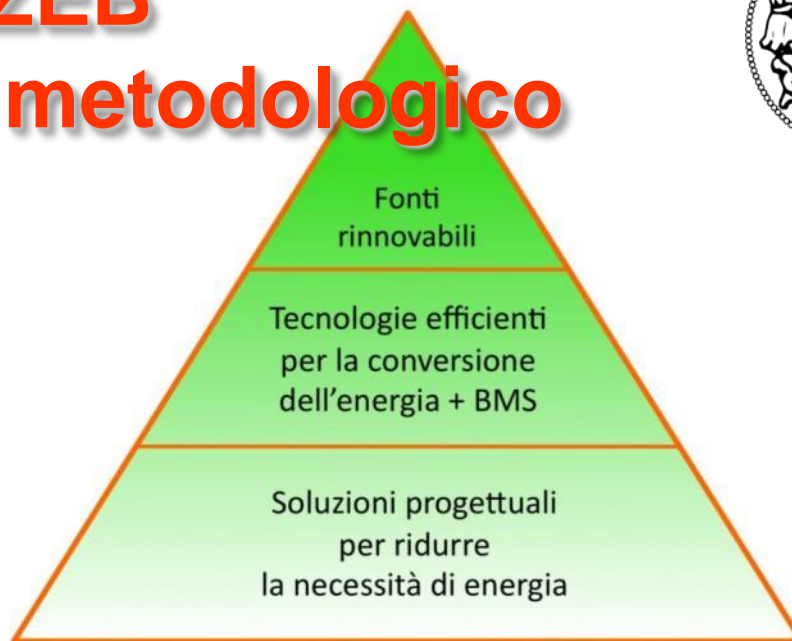 ZEB
metodologico
Fonti
rinnovabili
Tecnologie efficienti
per la conversione
dell'energia + BMS
Soluzioni progettuali
per ridurre
la necessità di energia